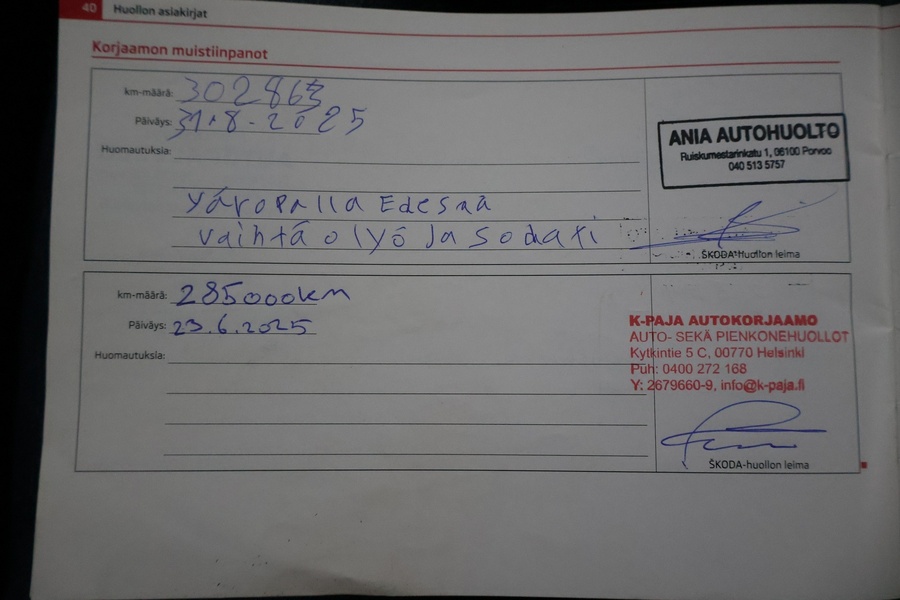 40 Huollon asiakirjat
Korjaamon muistiinpanot
km-määrä: 302863
Päiväys: 31.8-2025
Huomautuksia:
yáropalla Edesnä
vaihtá olyö Ja sodati
ANIA AUTOHUOLTO
Ruiskumestarinkatu 1, 06100 Porvoo
040 513 5757
ŠKODA-Huollon leima
km-määrä: 285000km
Päiväys: 23.6.2025
Huomautuksia:
K-PAJA AUTOKORJAAMO
AUTO- SEKÄ PIENKONEHUOLLOT
Kytkintie 5 C, 00770 Helsinki
Puh: 0400 272 168
Y: 2679660-9, info@k-paja.fi
ŠKODA-huollon leima